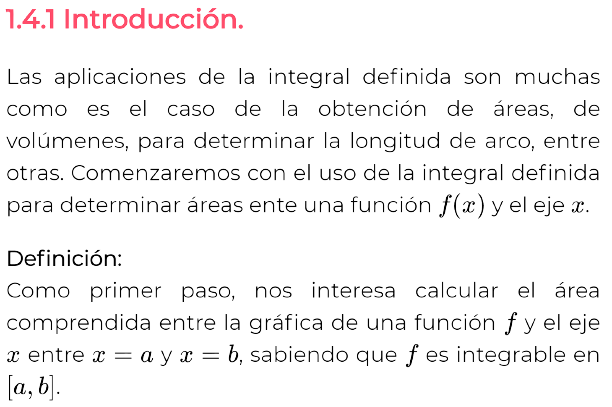 1.4.1 Introducción.
Las aplicaciones de la integral definida son muchas
como es el caso de la obtención de áreas, de
volúmenes, para determinar la longitud de arco, entre
otras. Comenzaremos con el uso de la integral definida
para determinar áreas ente una función f(x) y el eje x.
Definición:
Como primer paso, nos interesa calcular el área
comprendida entre la gráfica de una función f y el eje
x entre x = a y x = b, sabiendo que f es integrable en
[a, b].